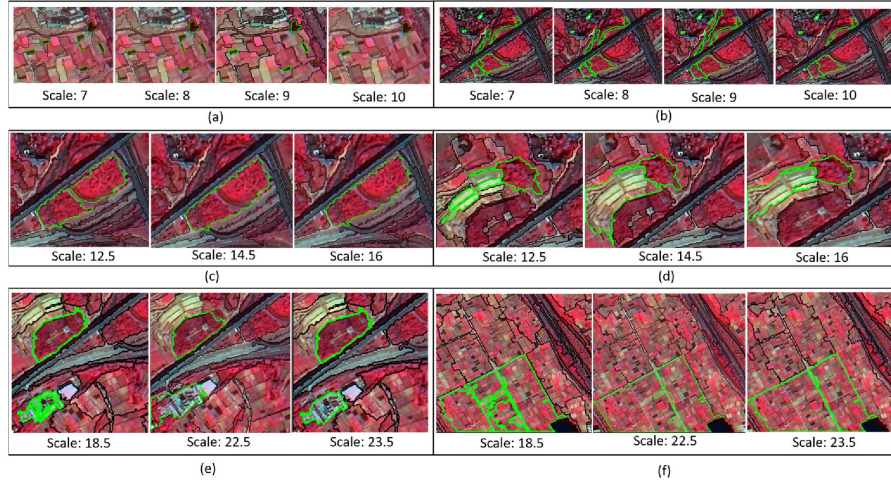 Scale: 7 Scale: 8 Scale: 9 Scale: 10 Scale: 7 Scale: 8 Scale: 9 Scale: 10
(a) (b)
Scale: 12.5 Scale: 14.5 Scale: 16 Scale: 12.5 Scale: 14.5 Scale: 16
(c) (d)
Scale: 18.5 Scale: 22.5 Scale: 23.5 Scale: 18.5 Scale: 22.5 Scale: 23.5
(e) (f)